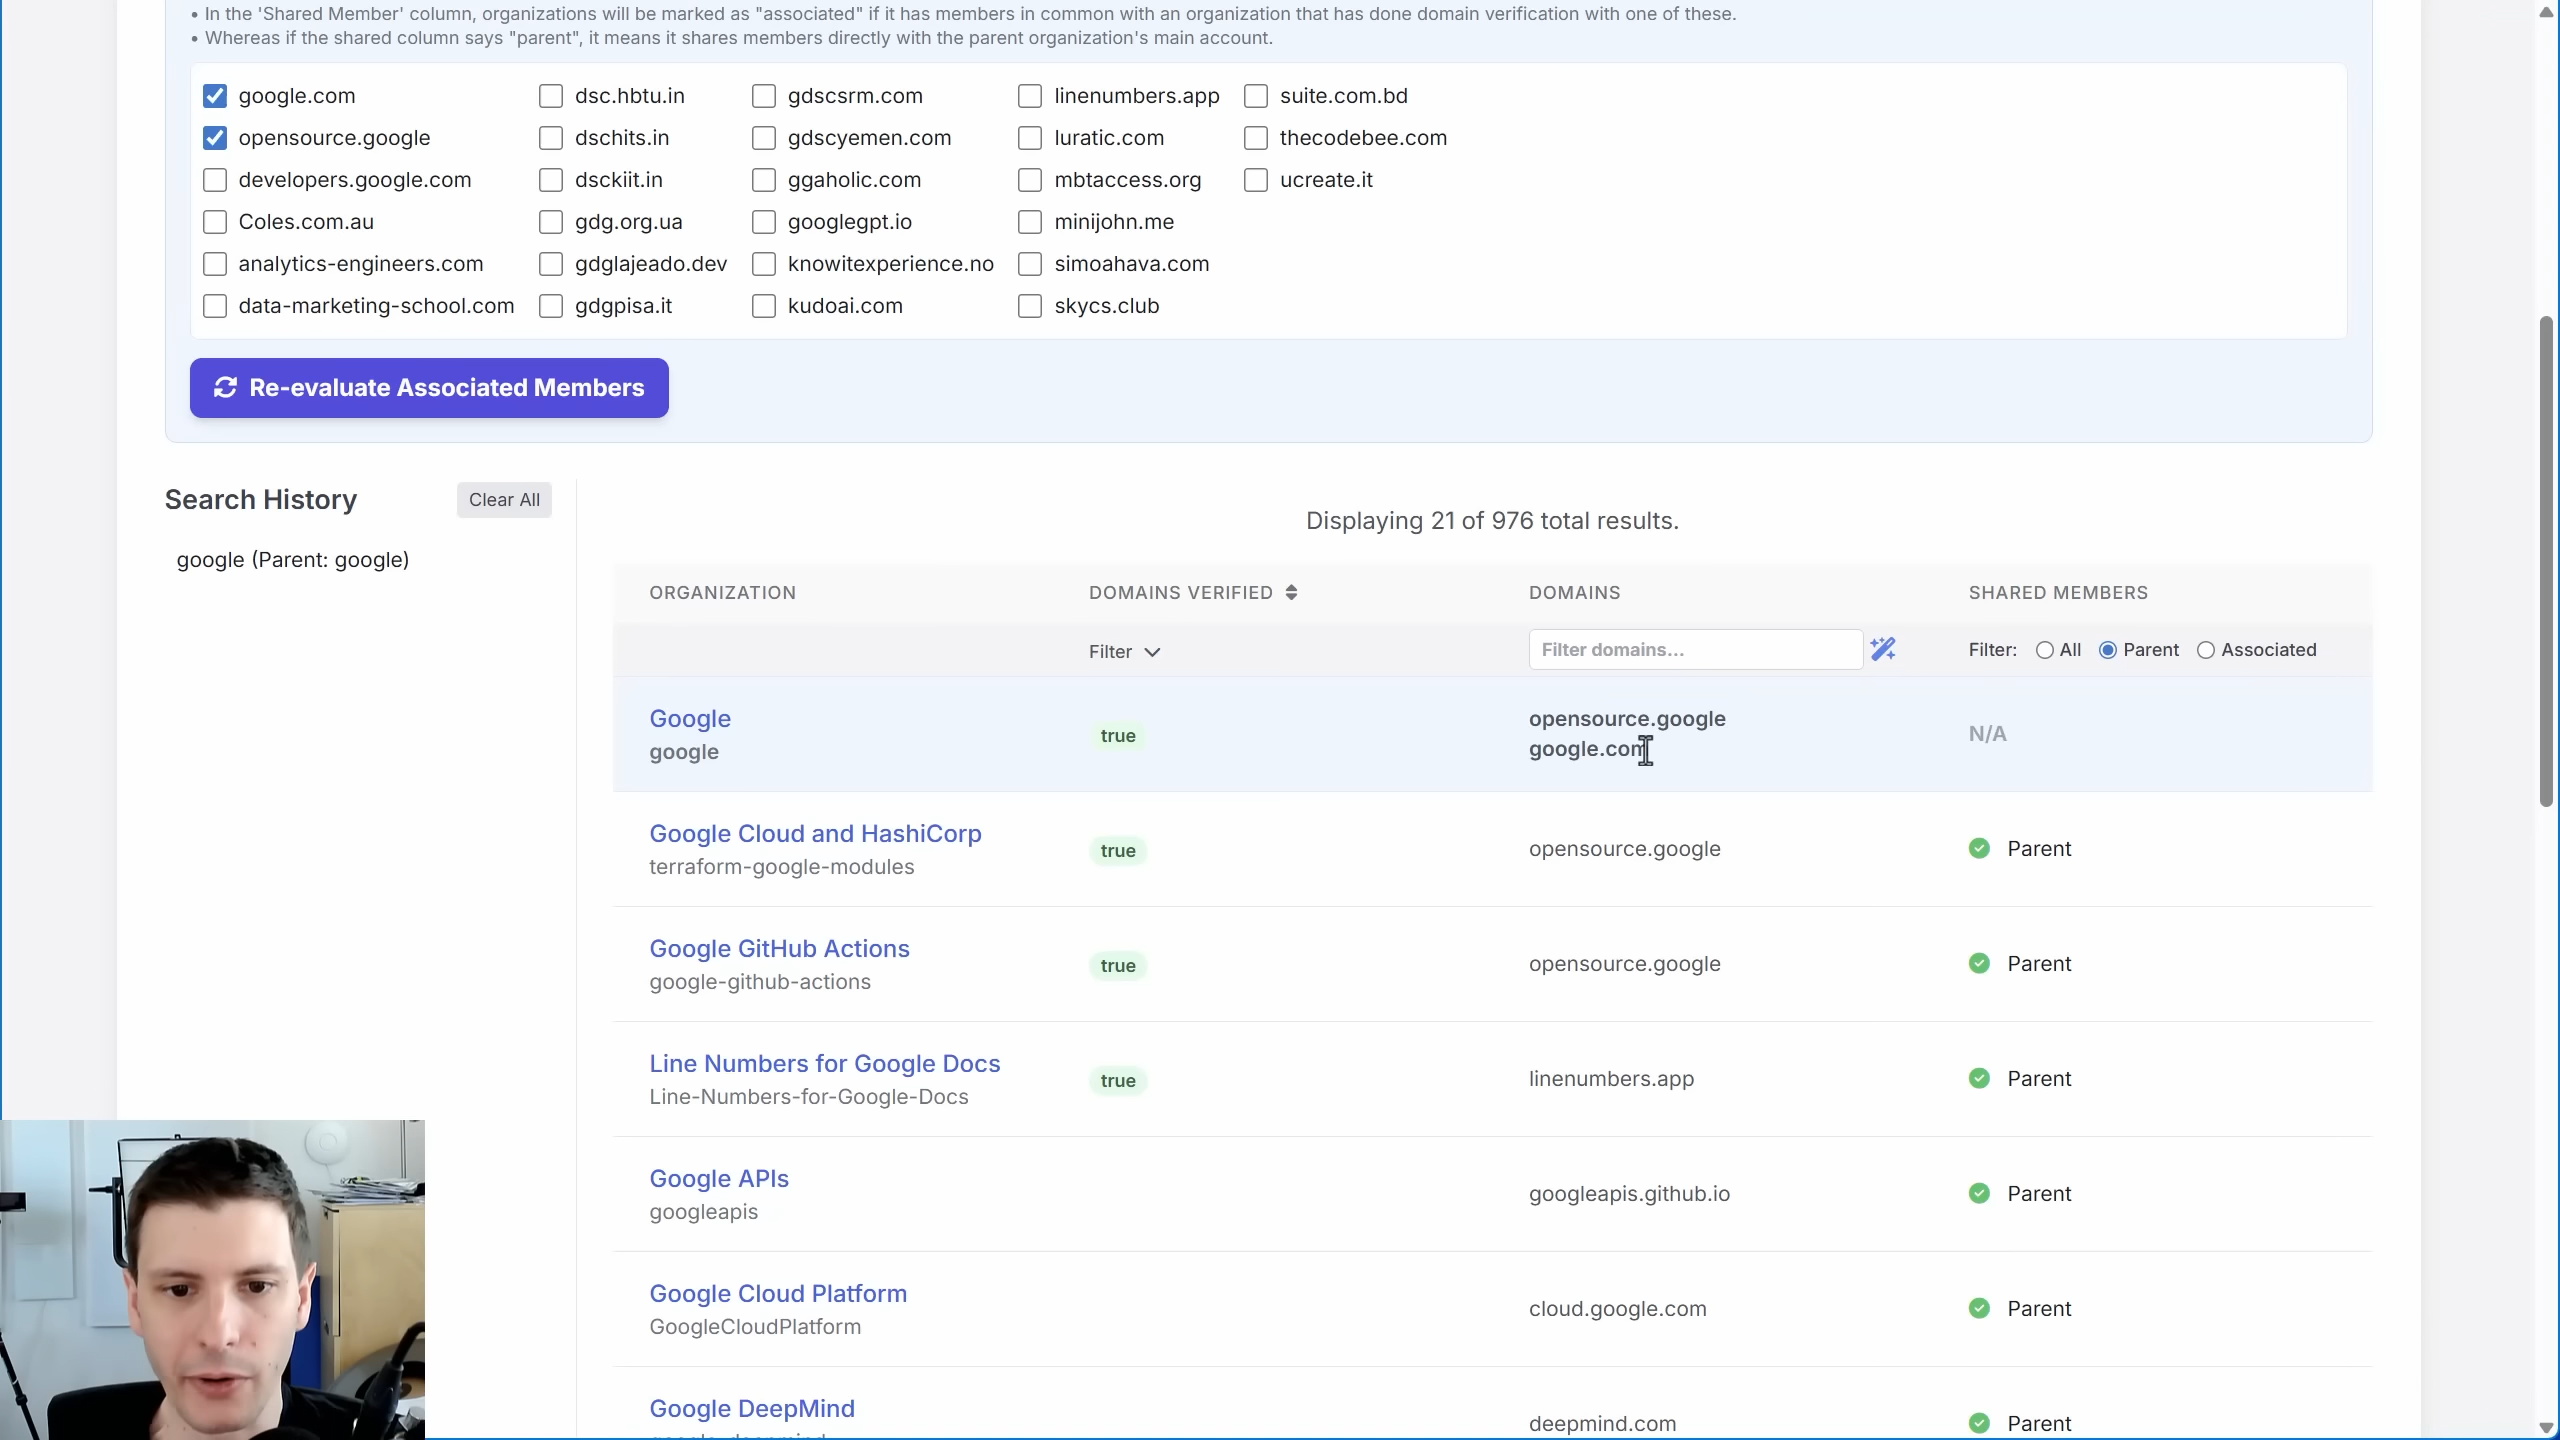 • In the 'Shared Member' column, organizations will be marked as "associated" if it has members in common with an organization that has done domain verification with one of these.
• Whereas if the shared column says "parent", it means it shares members directly with the parent organization's main account.
google.com
opensource.google
developers.google.com
Coles.com.au
analytics-engineers.com
data-marketing-school.com
dsc.hbtu.in
dschits.in
dsckiit.in
gdg.org.ua
gdglajeado.dev
gdgpisa.it
gdscsrm.com
gdscyemen.com
ggaholic.com
googlegpt.io
knowitexperience.no
kudoai.com
linenumbers.app
luratic.com
mbtaccess.org
minijohn.me
simoahava.com
skycs.club
suite.com.bd
thecodebee.com
ucreate.it
Re-evaluate Associated Members
Search History
Clear All
google (Parent: google)
Displaying 21 of 976 total results.
ORGANIZATION DOMAINS VERIFIED DOMAINS SHARED MEMBERS
Filter Filter domains... Filter: All Parent Associated
Google
google
true
opensource.google
google.com
N/A
Google Cloud and HashiCorp
terraform-google-modules
true
opensource.google
Parent
Google GitHub Actions
google-github-actions
true
opensource.google
Parent
Line Numbers for Google Docs
Line-Numbers-for-Google-Docs
true
linenumbers.app
Parent
Google APIs
googleapis
googleapis.github.io
Parent
Google Cloud Platform
GoogleCloudPlatform
cloud.google.com
Parent
Google DeepMind
deepmind.com
Parent